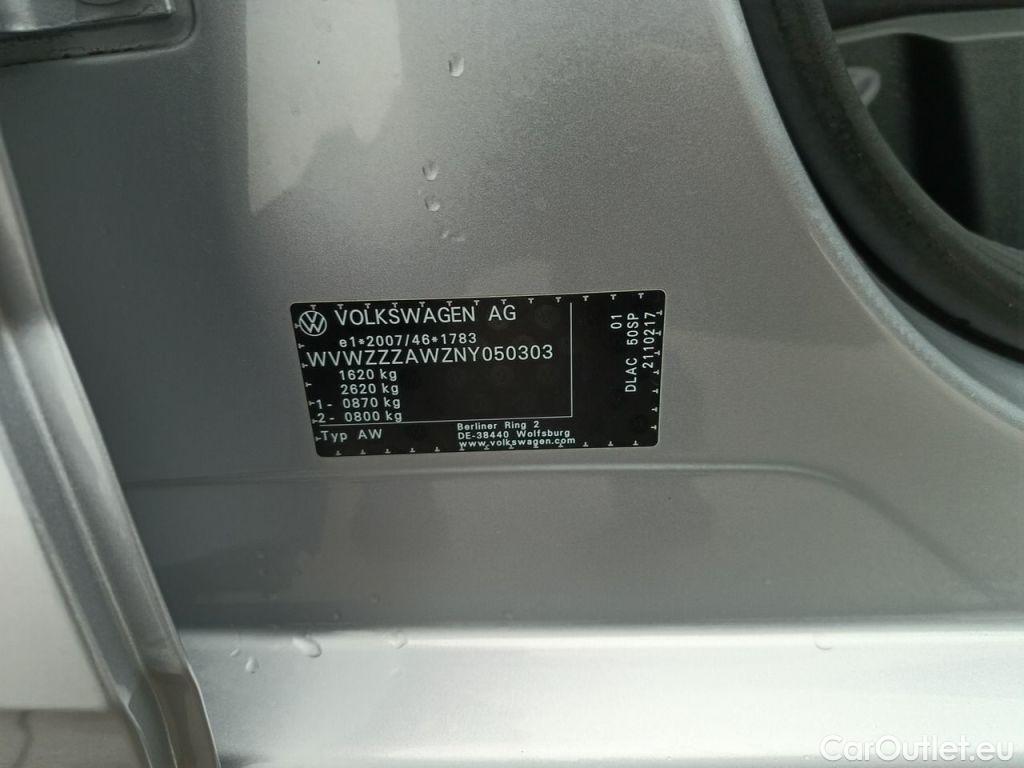 VOLKSWAGEN AG
e1*2007/46*1783
WVWZZZAWZNY050303
1620 kg
2620 kg
1- 0870 kg
2- 0800 kg
Typ AW
Berliner Ring 2
DE-38440 Wolfsburg
www.volkswagen.com
01
DLAC 50SP
2110217
CarOutlet.eu